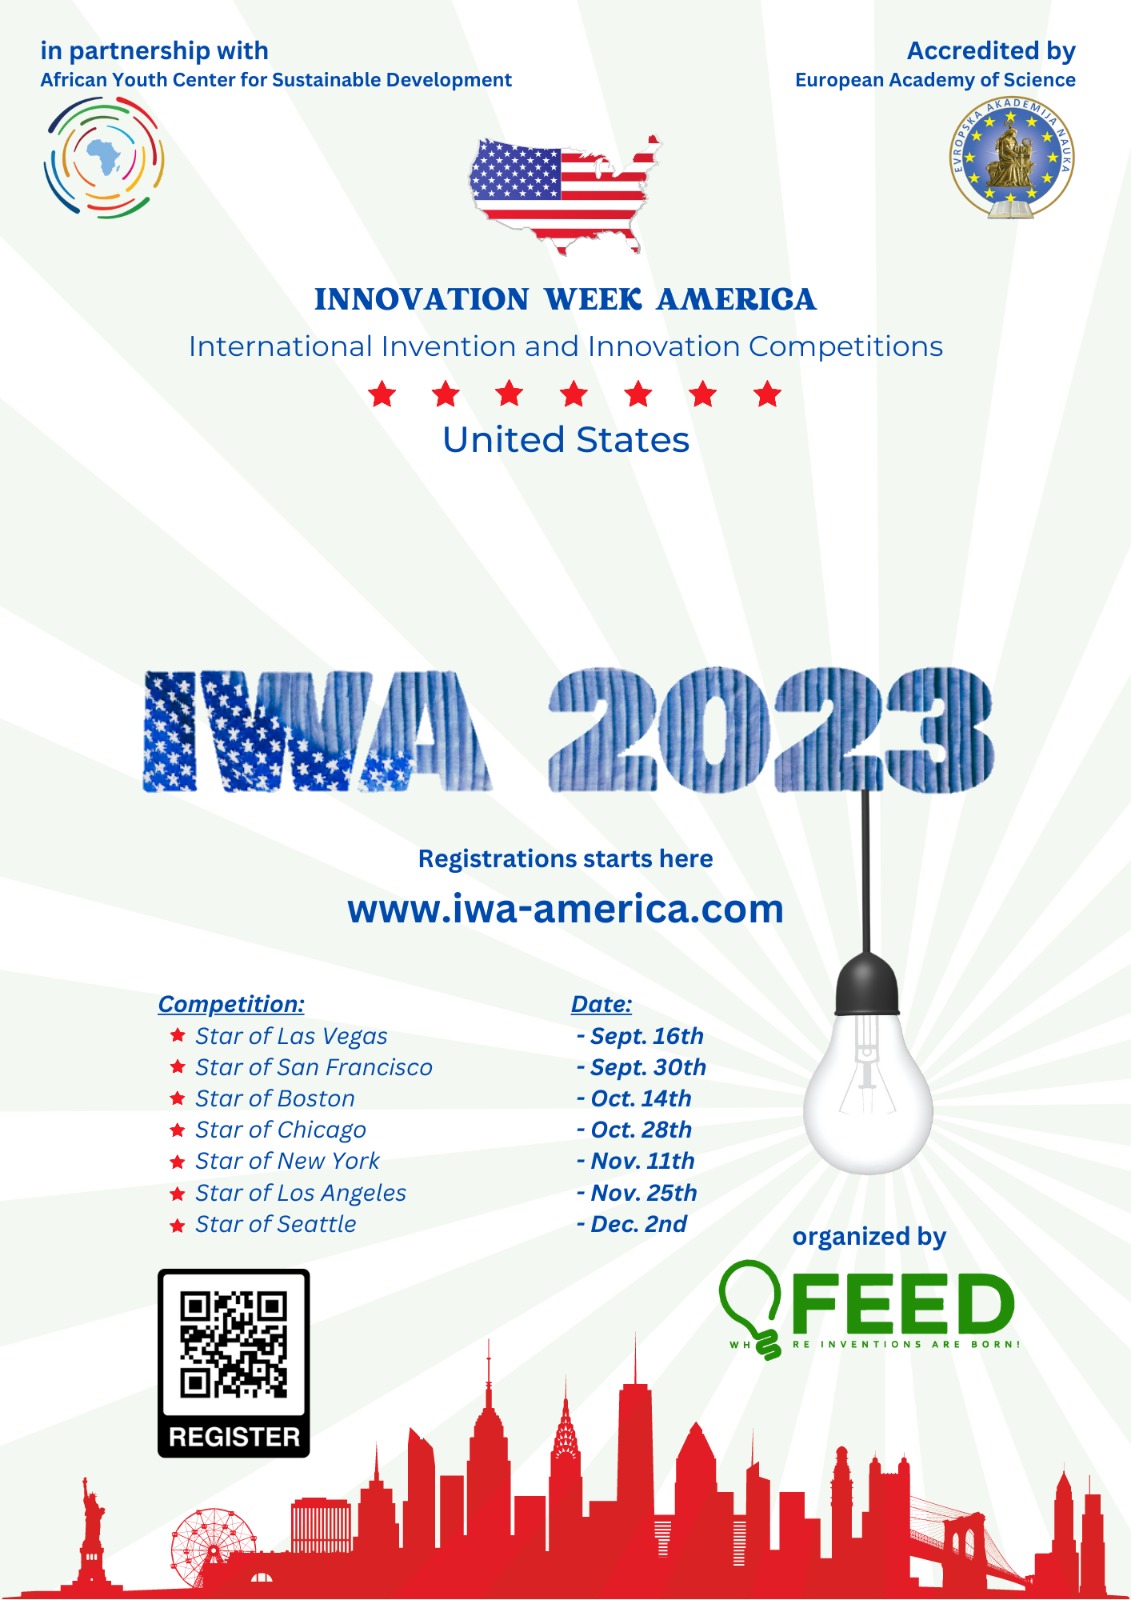 in partnership with
African Youth Center for Sustainable Development
Accredited by
European Academy of Science
EVROPSKA AKADEMIJA NAUKA
INNOVATION WEEK AMERICA
International Invention and Innovation Competitions
United States
IWA 2023
Registrations starts here
www.iwa-america.com
Competition:
Star of Las Vegas
Star of San Francisco
Star of Boston
Star of Chicago
Star of New York
Star of Los Angeles
Star of Seattle
Date:
- Sept. 16th
- Sept. 30th
- Oct. 14th
- Oct. 28th
- Nov. 11th
- Nov. 25th
- Dec. 2nd
organized by
FEED
WHERE INVENTIONS ARE BORN!
REGISTER